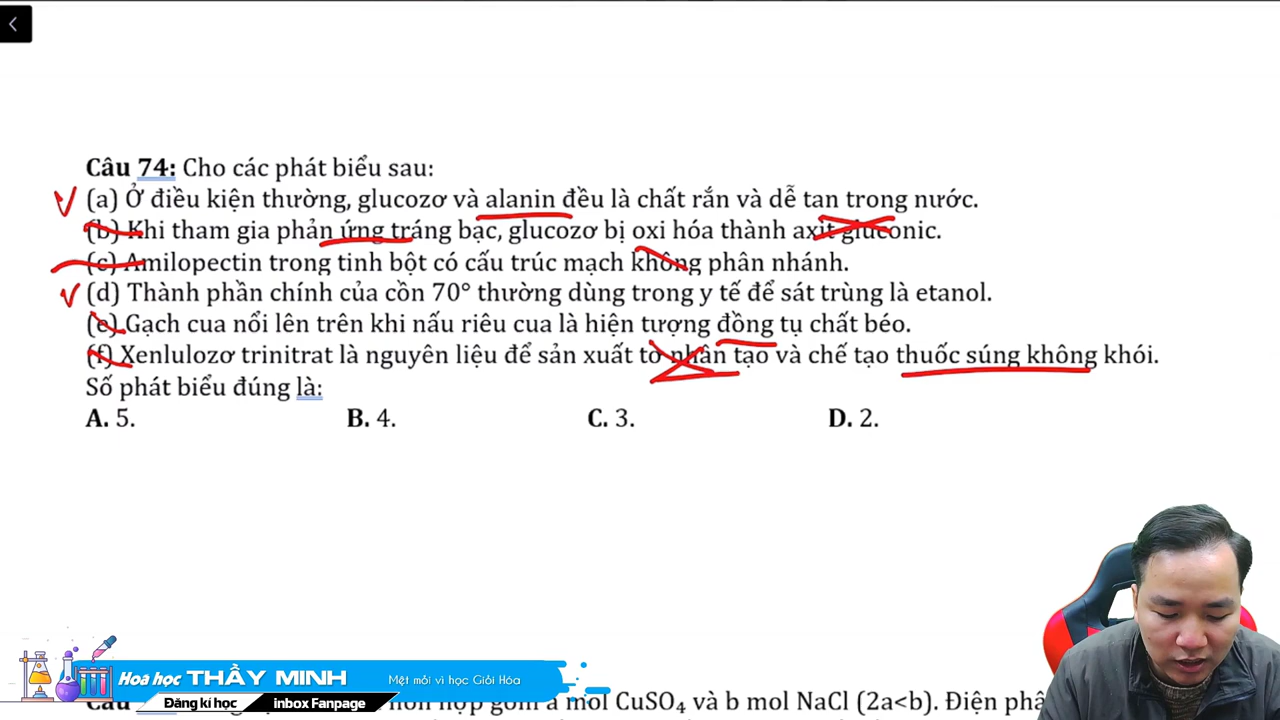 Câu 74: Cho các phát biểu sau:
(a) Ở điều kiện thường, glucozơ và alanin đều là chất rắn và dễ tan trong nước.
(b) Khi tham gia phản ứng tráng bạc, glucozơ bị oxi hóa thành axit gluconic.
(c) Amilopectin trong tinh bột có cấu trúc mạch không phân nhánh.
(d) Thành phần chính của cồn 70° thường dùng trong y tế để sát trùng là etanol.
(e) Gạch cua nổi lên trên khi nấu riêu cua là hiện tượng đồng tụ chất béo.
(f) Xenlulozơ trinitrat là nguyên liệu để sản xuất tơ nhân tạo và chế tạo thuốc súng không khói.
Số phát biểu đúng là:
A. 5. B. 4. C. 3. D. 2.
Hoá học THẦY MINH Mệt mỏi vì học Giỏi Hóa
Đăng kí học inbox Fanpage
hỗn hợp gồm a mol CuSO₄ và b mol NaCl (2a<b). Điện phâ